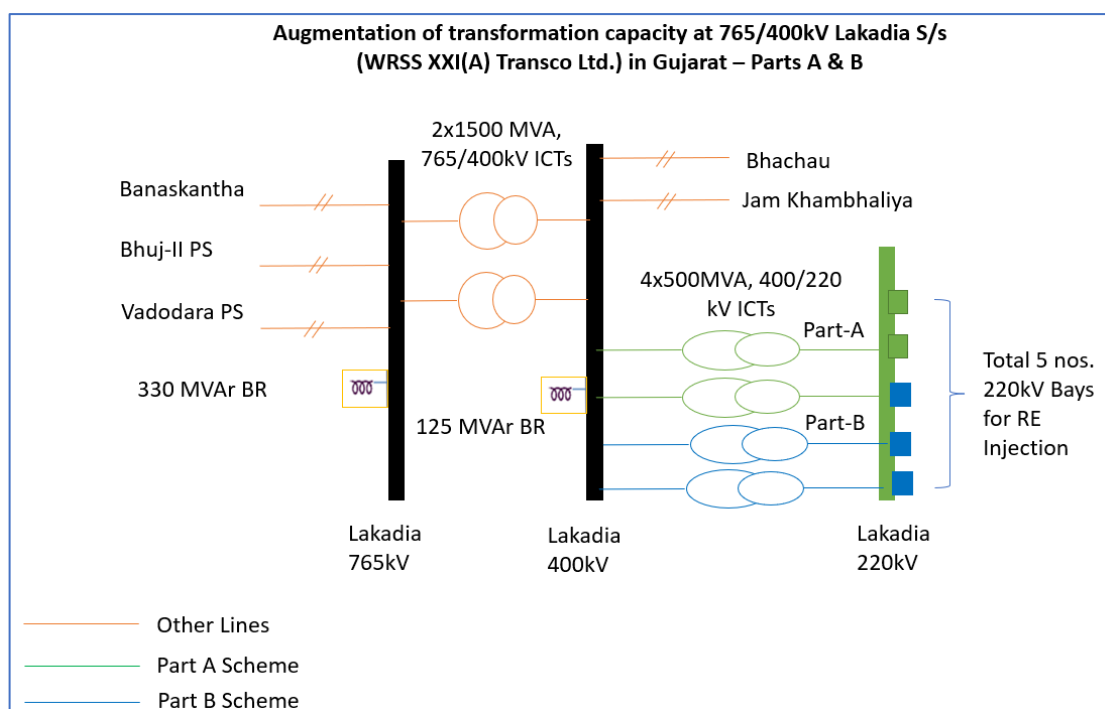 Augmentation of transformation capacity at 765/400kV Lakadia S/s
(WRSS XXI(A) Transco Ltd.) in Gujarat – Parts A & B
2x1500 MVA,
765/400kV ICTs
Banaskantha
Bhuj-II PS
Vadodara PS
330 MVAr BR
125 MVAr BR
Bhachau
Jam Khambhaliya
4x500MVA, 400/220
kV ICTs
Part-A
Part-B
Total 5 nos.
220kV Bays
for RE
Injection
Lakadia
765kV
Lakadia
400kV
Lakadia
220kV
Other Lines
Part A Scheme
Part B Scheme